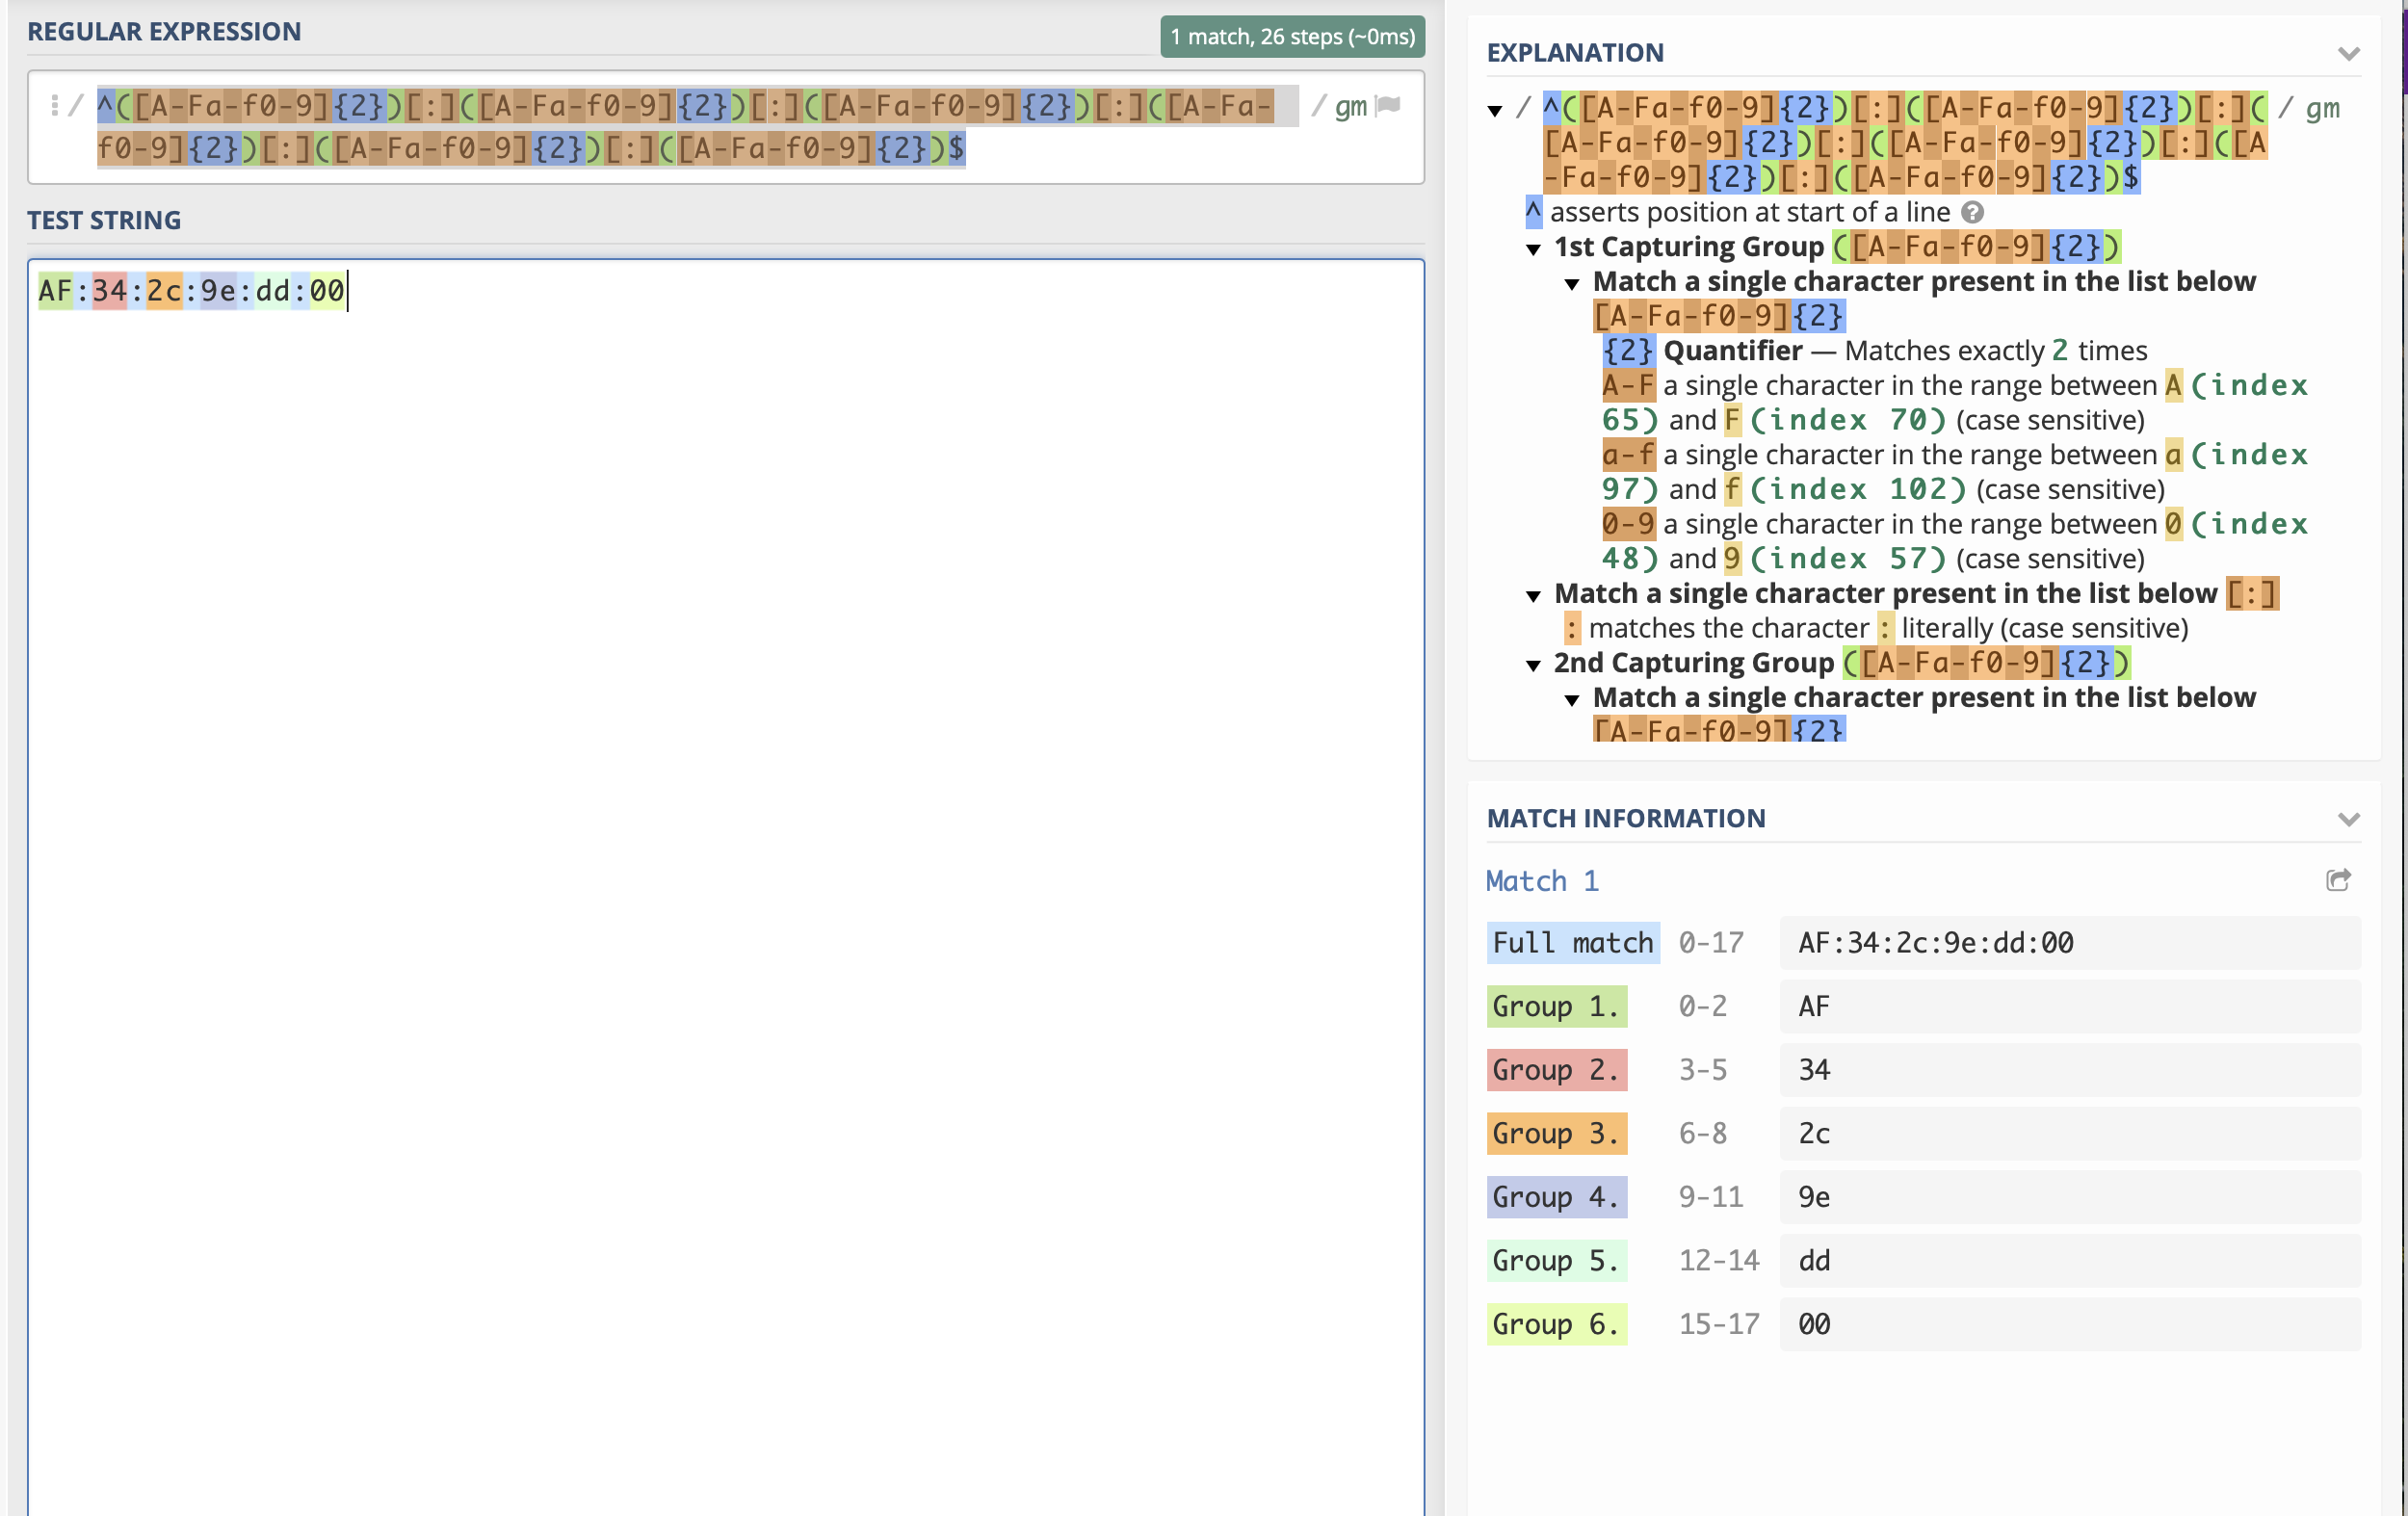 REGULAR EXPRESSION
1 match, 26 steps (~0ms)
/ ^([A-Fa-f0-9]{2})[:]([A-Fa-f0-9]{2})[:]([A-Fa-f0-9]{2})[:]([A-Fa- / gm
f0-9]{2})[:]([A-Fa-f0-9]{2})[:]([A-Fa-f0-9]{2})$
TEST STRING
AF:34:2c:9e:dd:00
EXPLANATION
/ ^([A-Fa-f0-9]{2})[:]([A-Fa-f0-9]{2})[:]( / gm
[A-Fa-f0-9]{2})[:]([A-Fa-f0-9]{2})[:]([A
-Fa-f0-9]{2})[:]([A-Fa-f0-9]{2})$
^ asserts position at start of a line ?
1st Capturing Group ([A-Fa-f0-9]{2})
Match a single character present in the list below
[A-Fa-f0-9]{2}
{2} Quantifier — Matches exactly 2 times
A-F a single character in the range between A (index
65) and F (index 70) (case sensitive)
a-f a single character in the range between a (index
97) and f (index 102) (case sensitive)
0-9 a single character in the range between 0 (index
48) and 9 (index 57) (case sensitive)
Match a single character present in the list below [:]
: matches the character : literally (case sensitive)
2nd Capturing Group ([A-Fa-f0-9]{2})
Match a single character present in the list below
[A-Fa-f0-9]{2}
MATCH INFORMATION
Match 1
Full match 0-17 AF:34:2c:9e:dd:00
Group 1. 0-2 AF
Group 2. 3-5 34
Group 3. 6-8 2c
Group 4. 9-11 9e
Group 5. 12-14 dd
Group 6. 15-17 00